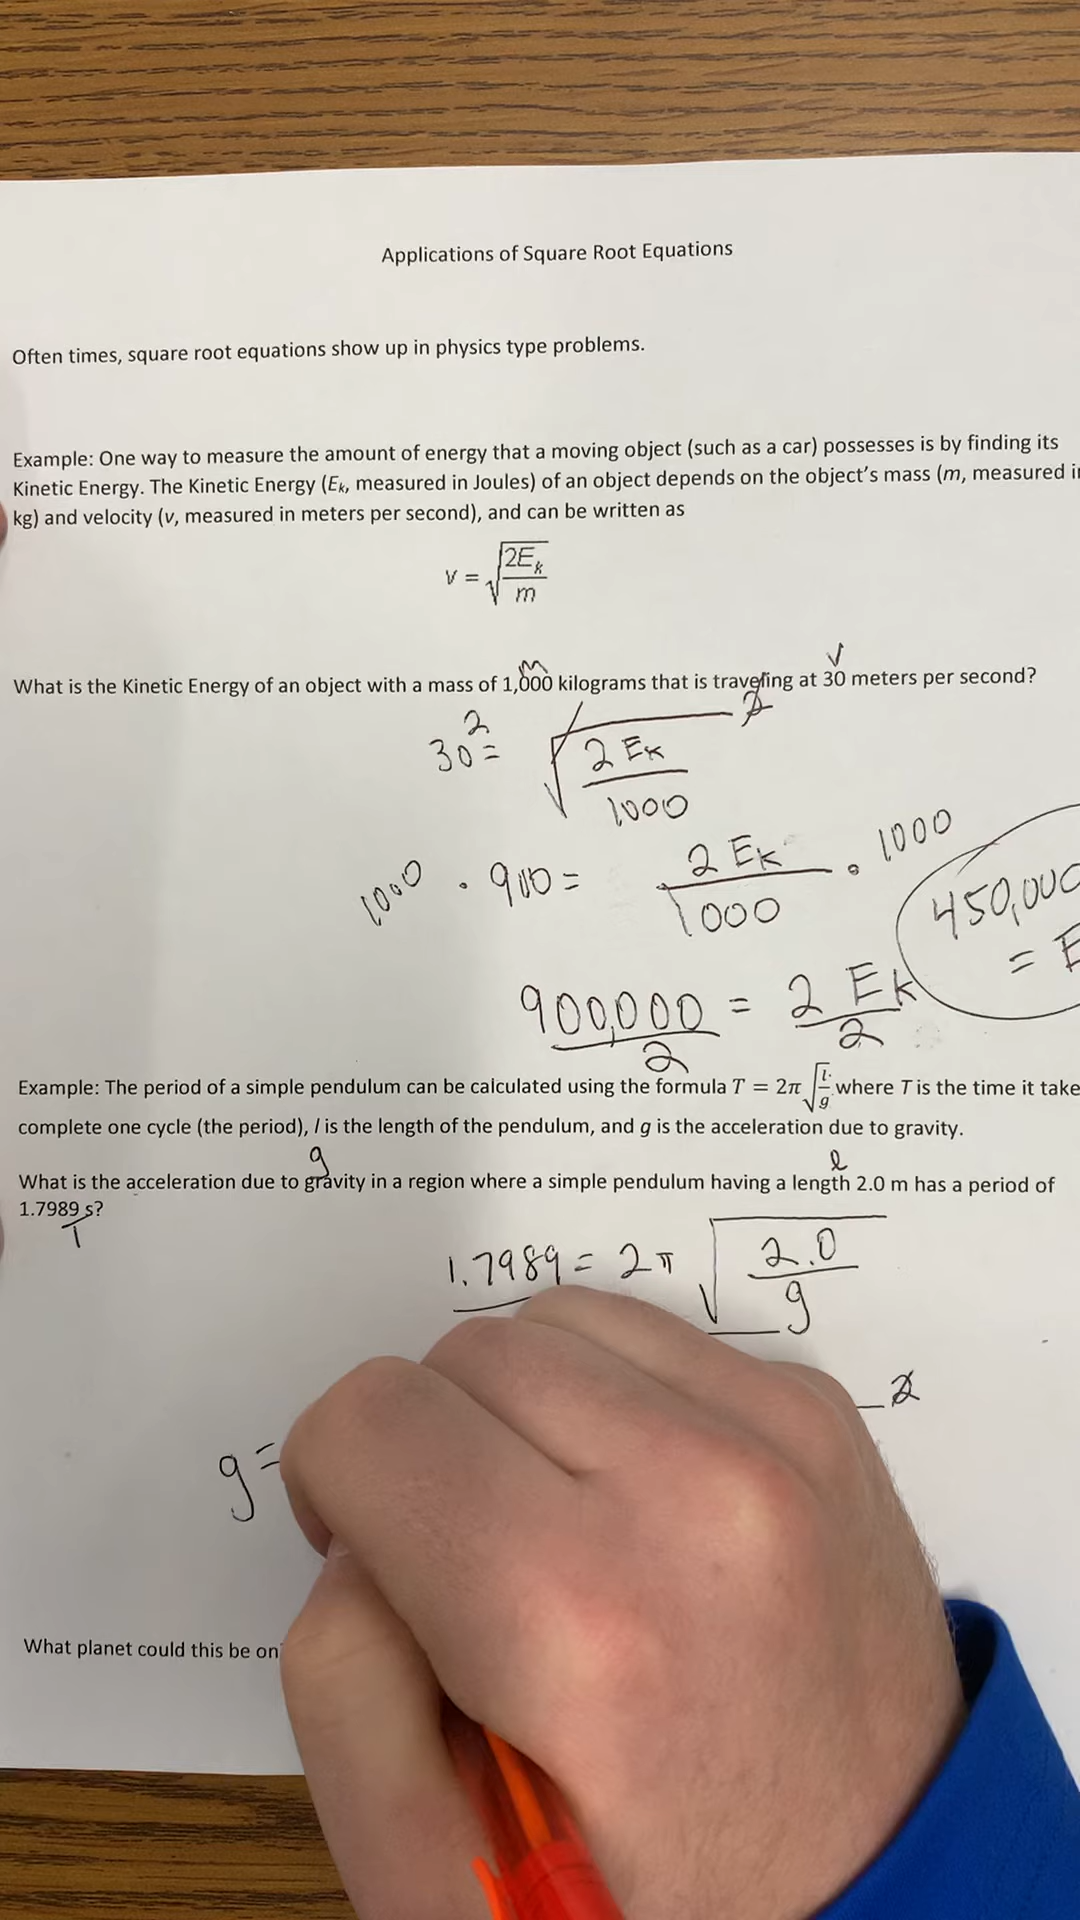 Applications of Square Root Equations
Often times, square root equations show up in physics type problems.
Example: One way to measure the amount of energy that a moving object (such as a car) possesses is by finding its
Kinetic Energy. The Kinetic Energy (Ek, measured in Joules) of an object depends on the object's mass (m, measured
kg) and velocity (v, measured in meters per second), and can be written as
v = √(2Ek/m)
m v
What is the Kinetic Energy of an object with a mass of 1,000 kilograms that is traveling at 30 meters per second?
30² = √(2 Ek/1000) 2
1000 · 900 = 2 Ek/1000 · 1000
450,000
= E
900,000/2 = 2 Ek/2
Example: The period of a simple pendulum can be calculated using the formula T = 2π√(l/g) where T is the time it take
complete one cycle (the period), l is the length of the pendulum, and g is the acceleration due to gravity.
g l
What is the acceleration due to gravity in a region where a simple pendulum having a length 2.0 m has a period of
1.7989 s?
T
1.7989 = 2π √(2.0/g)
2
g =
What planet could this be on